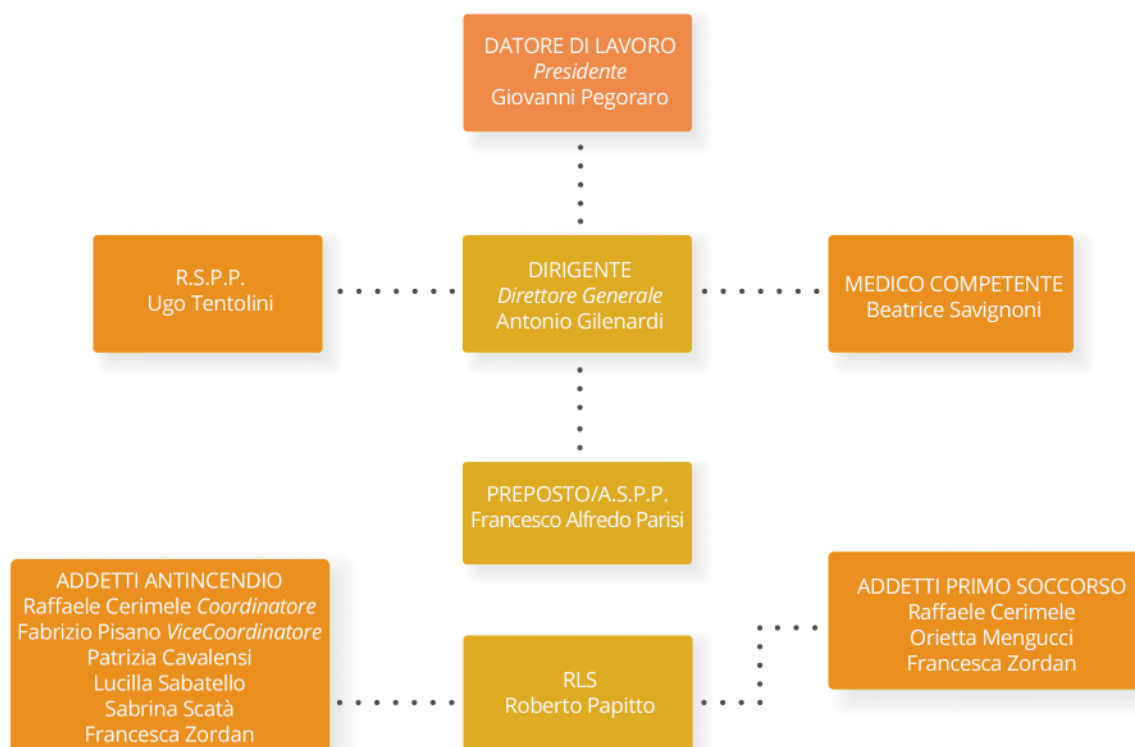 DATORE DI LAVORO
Presidente
Giovanni Pegoraro
R.S.P.P.
Ugo Tentolini
DIRIGENTE
Direttore Generale
Antonio Gilenardi
MEDICO COMPETENTE
Beatrice Savignoni
PREPOSTO/A.S.P.P.
Francesco Alfredo Parisi
ADDETTI ANTINCENDIO
Raffaele Cerimele Coordinatore
Fabrizio Pisano ViceCoordinatore
Patrizia Cavalensi
Lucilla Sabatello
Sabrina Scatà
Francesca Zordan
RLS
Roberto Papitto
ADDETTI PRIMO SOCCORSO
Raffaele Cerimele
Orietta Mengucci
Francesca Zordan